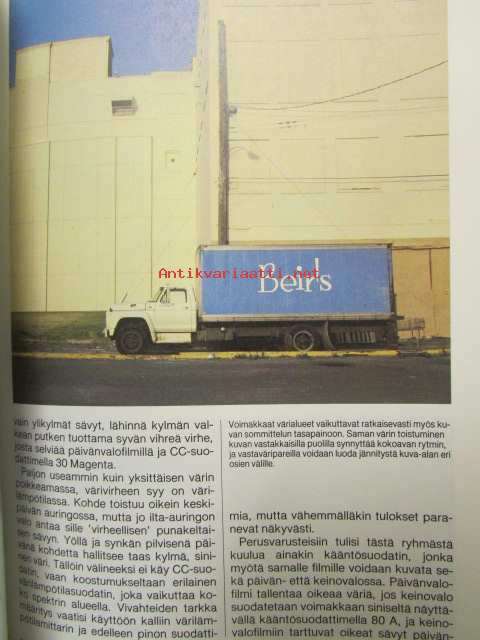 Beir's
Antikvariaatti.net
vain ylikylmät sävyt, lähinnä kylmän val-
kean putken tuottama syvän vihreä virhe,
josta selviää päivänvalofilmillä ja CC-suo-
dattimella 30 Magenta.
Paljon useammin kuin yksittäisen värin
poikkeamassa, värivirheen syy on väri-
lämpötilassa. Kohde toistuu oikein keski-
päivän auringossa, mutta jo ilta-auringon
valo antaa sille 'virheellisen' punakeltai-
sen sävyn. Yöllä ja synkän pilvisenä päi-
vänä kohdetta hallitsee taas kylmä, sini-
nen väri. Tällöin välineeksi ei käy CC-suo-
datin, vaan koostumukseltaan erilainen
värilämpötilasuodatin, joka vaikuttaa ko-
ko spektrin alueella. Vivahteiden tarkka
määritys vaatisi käyttöön kalliin väriläm-
pötilamittarin ja edelleen pinon suodatti-
Voimakkaat värialueet vaikuttavat ratkaisevasti myös ku-
van sommittelun tasapainoon. Saman värin toistuminen
kuvan vastakkaisilla puolilla synnyttää kokoavan rytmin,
ja vastaväripareilla voidaan luoda jännitystä kuva-alan eri
osien välille.
mia, mutta vähemmälläkin tulokset para-
nevat näkyvästi.
Perusvarusteisiin tulisi tästä ryhmästä
kuulua ainakin kääntösuodatin, jonka
myötä samalle filmille voidaan kuvata se-
kä päivän- että keinovalossa. Päivänvalo-
filmi tallentaa oikeaa väriä, jos keinovalo
suodatetaan voimakkaan siniseltä näyttä-
vällä kääntösuodattimella 80 A, ja keino-
valofilmiin tarttuvat oikeat sävyt päivän-